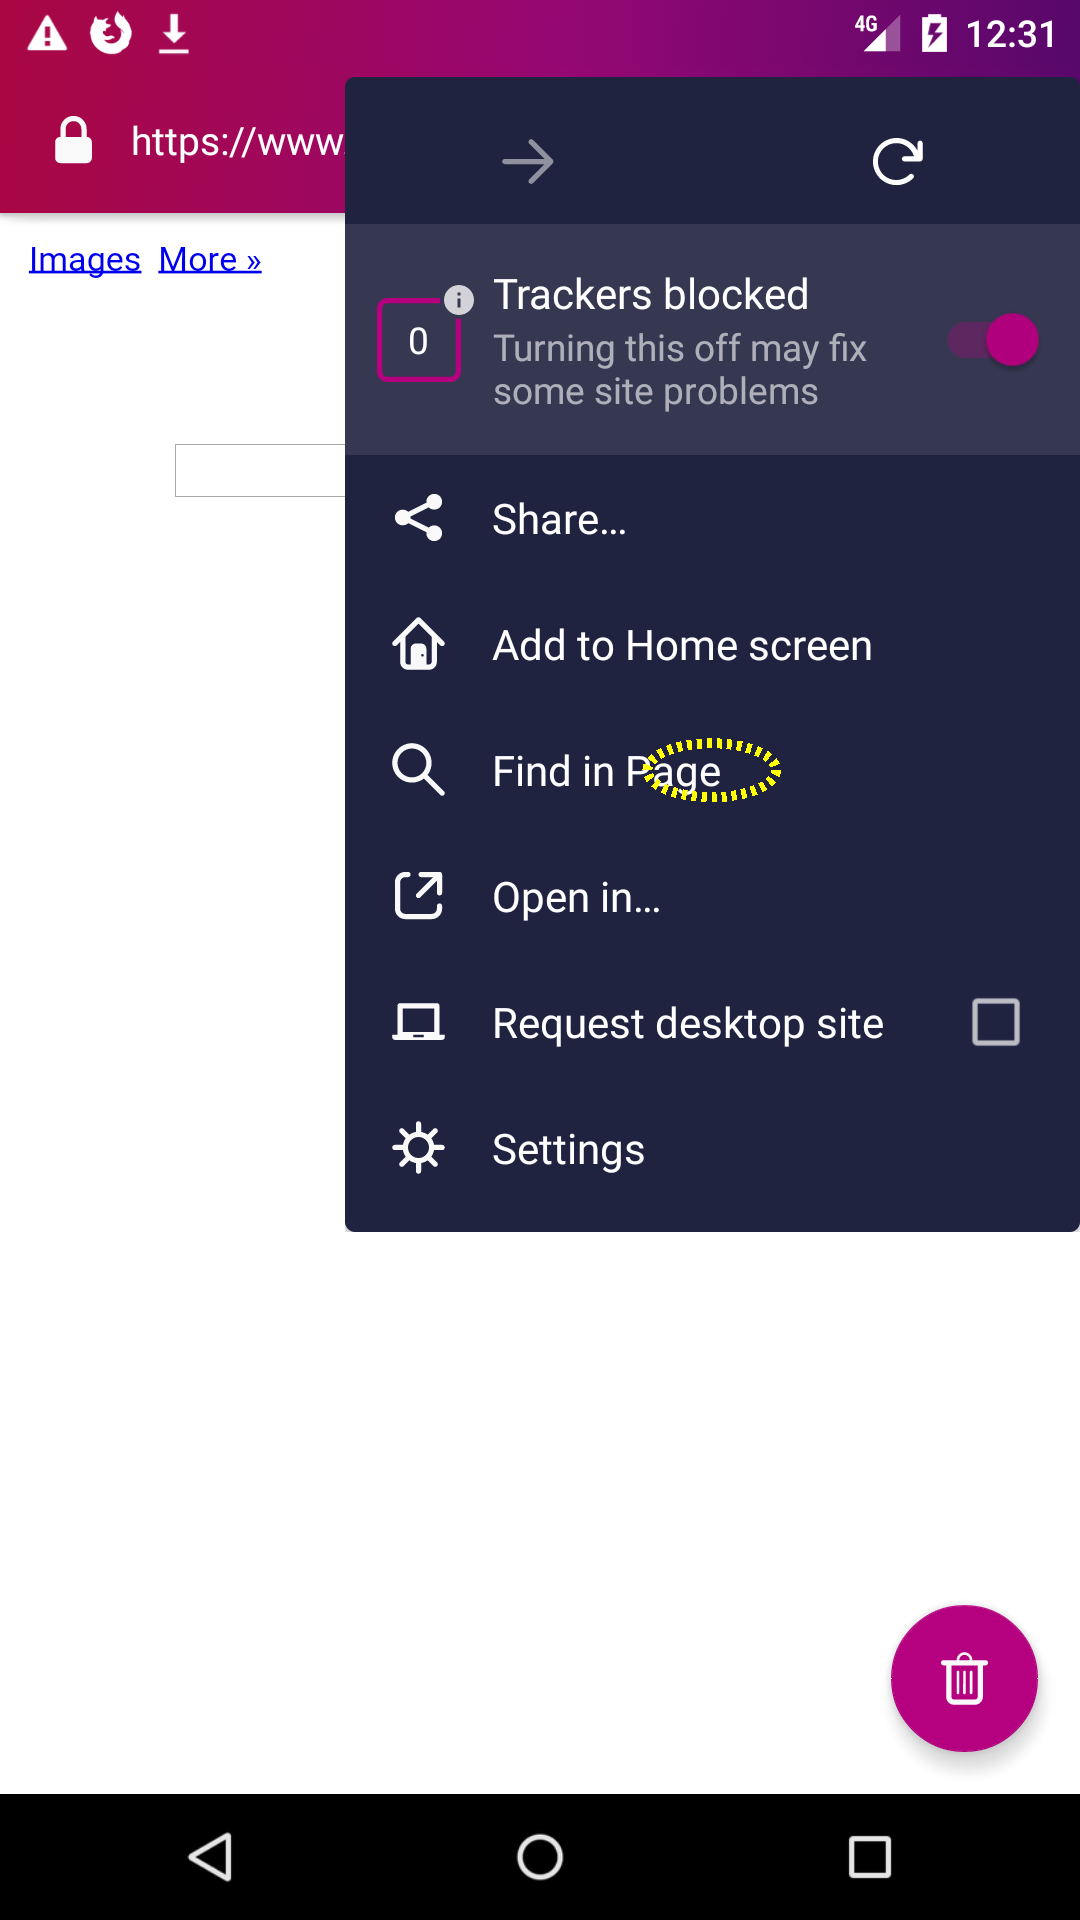 4G 12:31
https://www.
Images More »
0 Trackers blocked
Turning this off may fix
some site problems
Share...
Add to Home screen
Find in Page
Open in...
Request desktop site
Settings